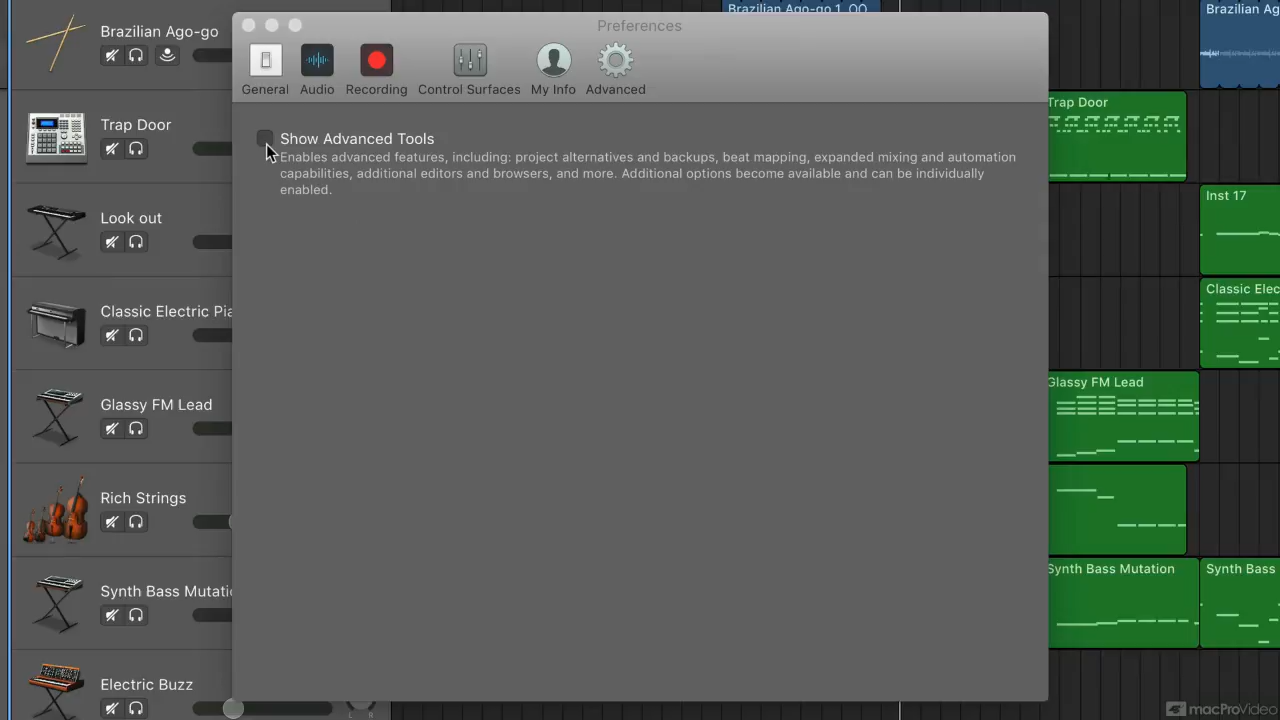 Brazilian Ago-go 1
Brazilian Ag
Preferences
Brazilian Ago-go
General
Audio
Recording
Control Surfaces
My Info
Advanced
Trap Door
Trap Door
Show Advanced Tools
Enables advanced features, including: project alternatives and backups, beat mapping, expanded mixing and automation
capabilities, additional editors and browsers, and more. Additional options become available and can be individually
enabled.
Inst 17
Look out
Classic Elec
Classic Electric Pia
Glassy FM Lead
Glassy FM Lead
Rich Strings
Synth Bass Mutation
Synth Bass
Synth Bass Mutatio
Electric Buzz
L R
macProVideo